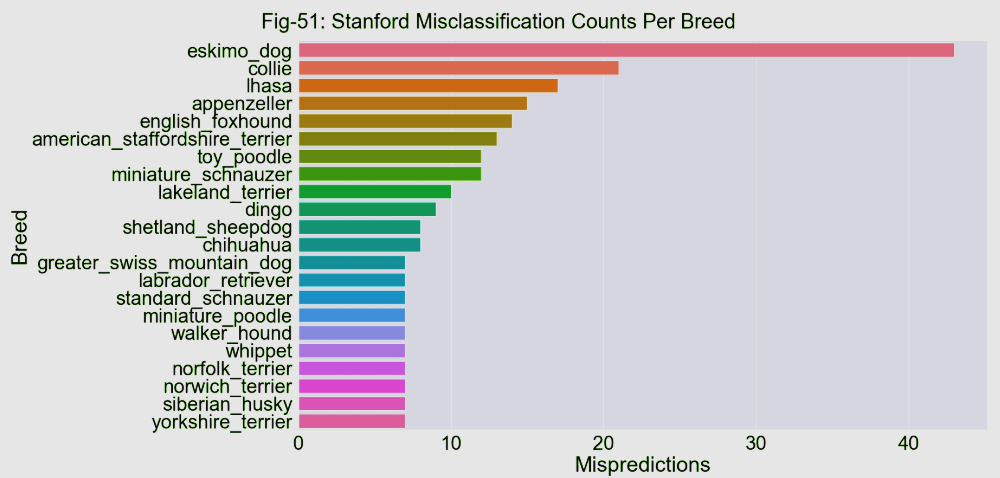 Fig-51: Stanford Misclassification Counts Per Breed
eskimo_dog
collie
lhasa
appenzeller
english_foxhound
american_staffordshire_terrier
toy_poodle
miniature_schnauzer
lakeland_terrier
dingo
shetland_sheepdog
chihuahua
greater_swiss_mountain_dog
labrador_retriever
standard_schnauzer
miniature_poodle
walker_hound
whippet
norfolk_terrier
norwich_terrier
siberian_husky
yorkshire_terrier
Breed
0 10 20 30 40
Mispredictions